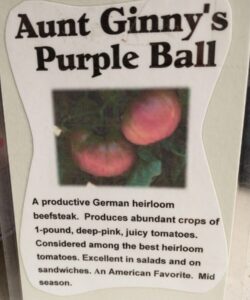 Aunt Ginny's
Purple Ball
A productive German heirloom
beefsteak. Produces abundant crops of
1-pound, deep-pink, juicy tomatoes.
Considered among the best heirloom
tomatoes. Excellent in salads and on
sandwiches. An American Favorite. Mid
season.